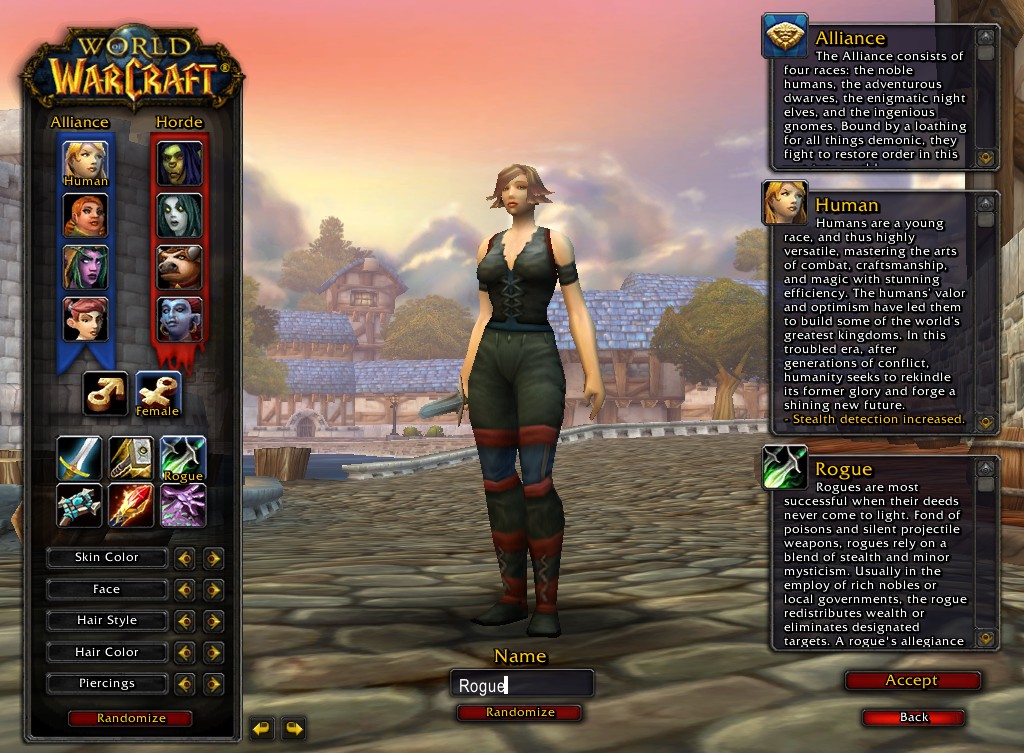 WORLD
OF
WARCRAFT®
Alliance
Horde
Human
Female
Rogue
Skin Color
Face
Hair Style
Hair Color
Piercings
Randomize
Name
Rogue
Randomize
Alliance
The Alliance consists of
four races: the noble
humans, the adventurous
dwarves, the enigmatic night
elves, and the ingenious
gnomes. Bound by a loathing
for all things demonic, they
fight to restore order in this
Human
Humans are a young
race, and thus highly
versatile, mastering the arts
of combat, craftsmanship,
and magic with stunning
efficiency. The humans' valor
and optimism have led them
to build some of the world's
greatest kingdoms. In this
troubled era, after
generations of conflict,
humanity seeks to rekindle
its former glory and forge a
shining new future.
- Stealth detection increased.
Rogue
Rogues are most
successful when their deeds
never come to light. Fond of
poisons and silent projectile
weapons, rogues rely on a
blend of stealth and minor
mysticism. Usually in the
employ of rich nobles or
local governments, the rogue
redistributes wealth or
eliminates designated
targets. A rogue's allegiance
Accept
Back